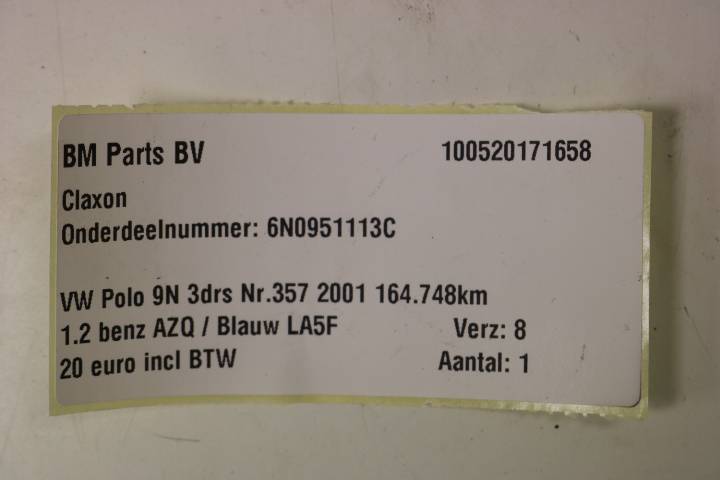 BM Parts BV 100520171658
Claxon
Onderdeelnummer: 6N0951113C
VW Polo 9N 3drs Nr.357 2001 164.748km
1.2 benz AZQ / Blauw LA5F Verz: 8
20 euro incl BTW Aantal: 1